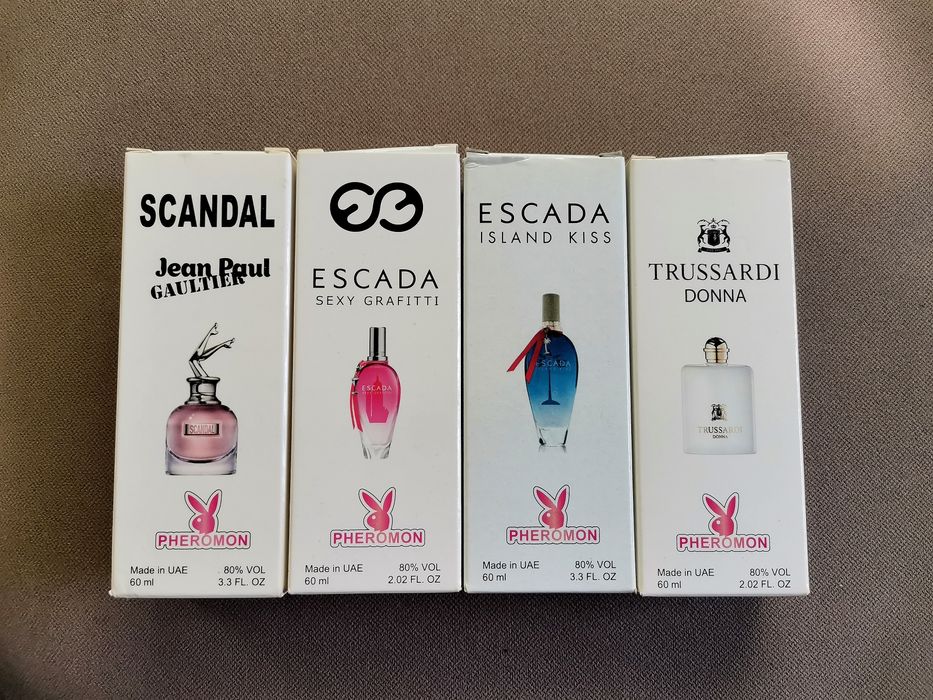 SCANDAL
Jean Paul
GAULTIER
SCANDAL
PHEROMON
Made in UAE 80% VOL
60 ml 3.3 FL. OZ
ESCADA
SEXY GRAFITTI
ESCADA
PHEROMON
Made in UAE 80% VOL
60 ml 2.02 FL. OZ
ESCADA
ISLAND KISS
ESCADA
PHEROMON
Made in UAE 80% VOL
60 ml 3.3 FL. OZ
TRUSSARDI
DONNA
TRUSSARDI
DONNA
PHEROMON
Made in UAE 80% VOL
60 ml 2.02 FL. OZ